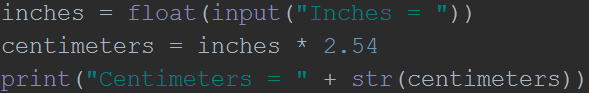 inches = float(input("Inches = "))
centimeters = inches * 2.54
print("Centimeters = " + str(centimeters))